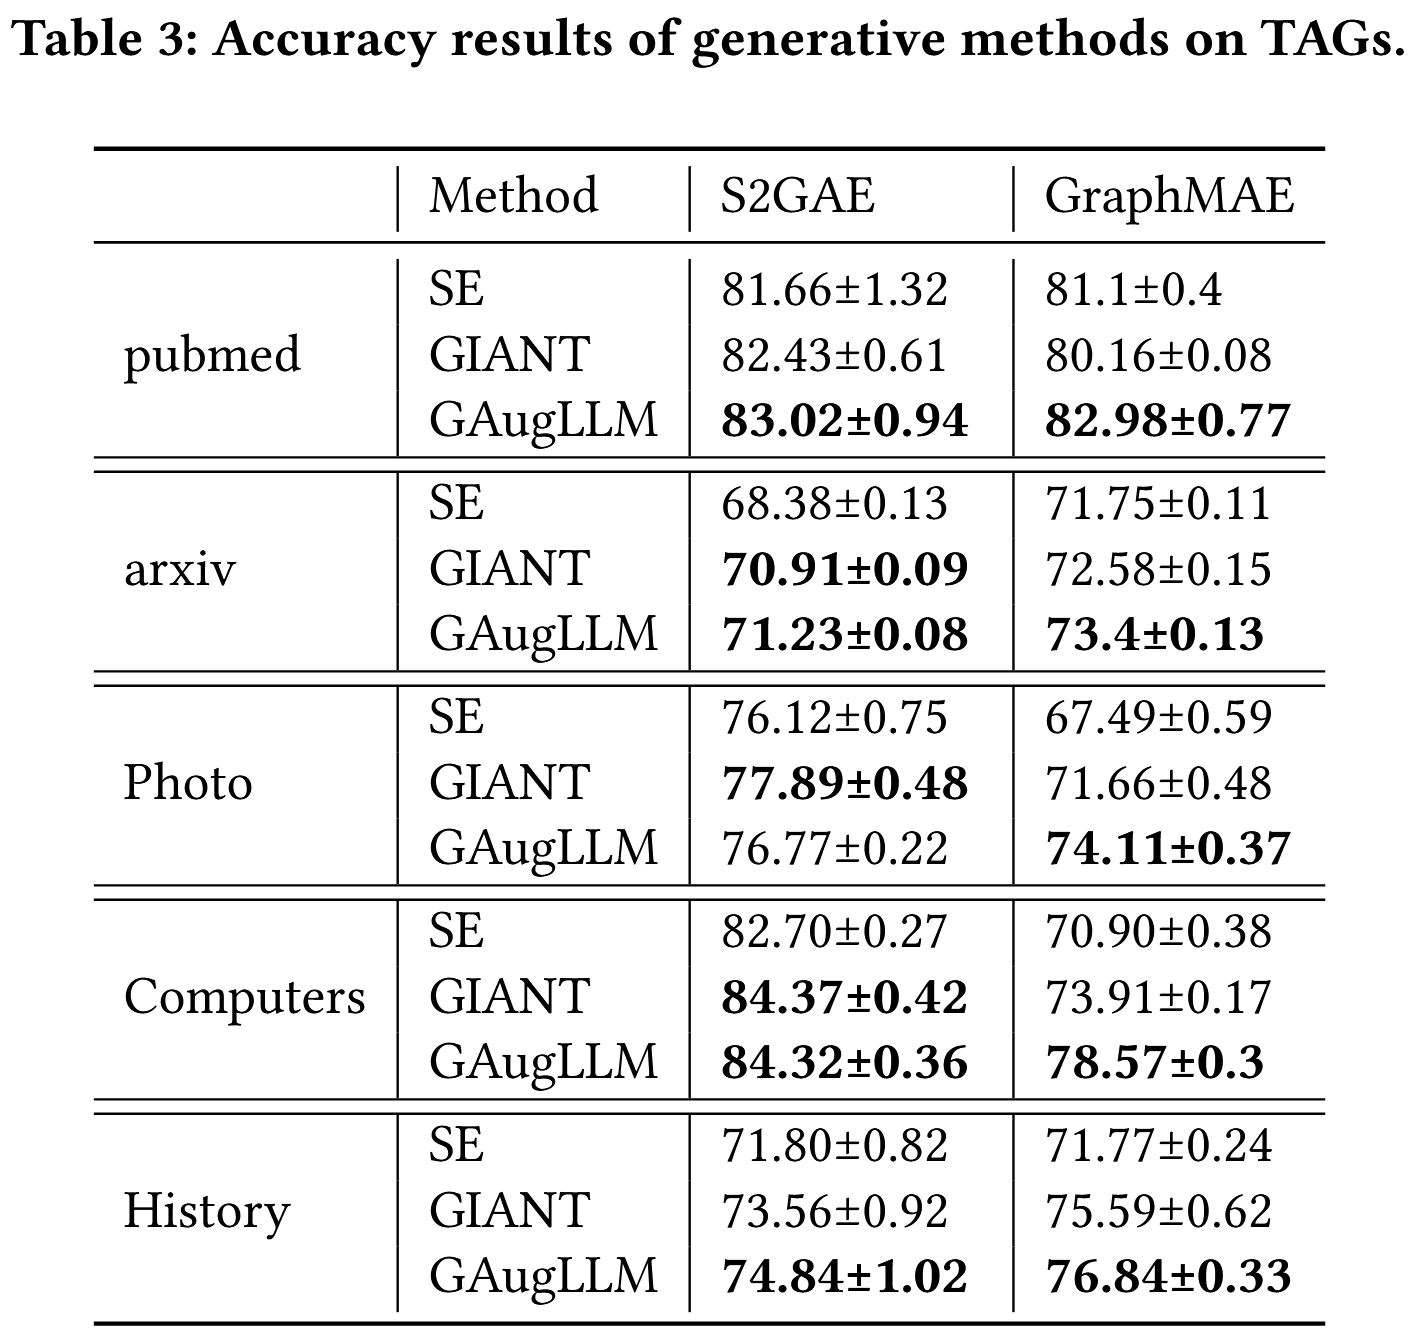 Table 3: Accuracy results of generative methods on TAGs.
Method S2GAE GraphMAE
SE 81.66±1.32 81.1±0.4
pubmed GIANT 82.43±0.61 80.16±0.08
GAugLLM 83.02±0.94 82.98±0.77
SE 68.38±0.13 71.75±0.11
arxiv GIANT 70.91±0.09 72.58±0.15
GAugLLM 71.23±0.08 73.4±0.13
SE 76.12±0.75 67.49±0.59
Photo GIANT 77.89±0.48 71.66±0.48
GAugLLM 76.77±0.22 74.11±0.37
SE 82.70±0.27 70.90±0.38
Computers GIANT 84.37±0.42 73.91±0.17
GAugLLM 84.32±0.36 78.57±0.3
SE 71.80±0.82 71.77±0.24
History GIANT 73.56±0.92 75.59±0.62
GAugLLM 74.84±1.02 76.84±0.33